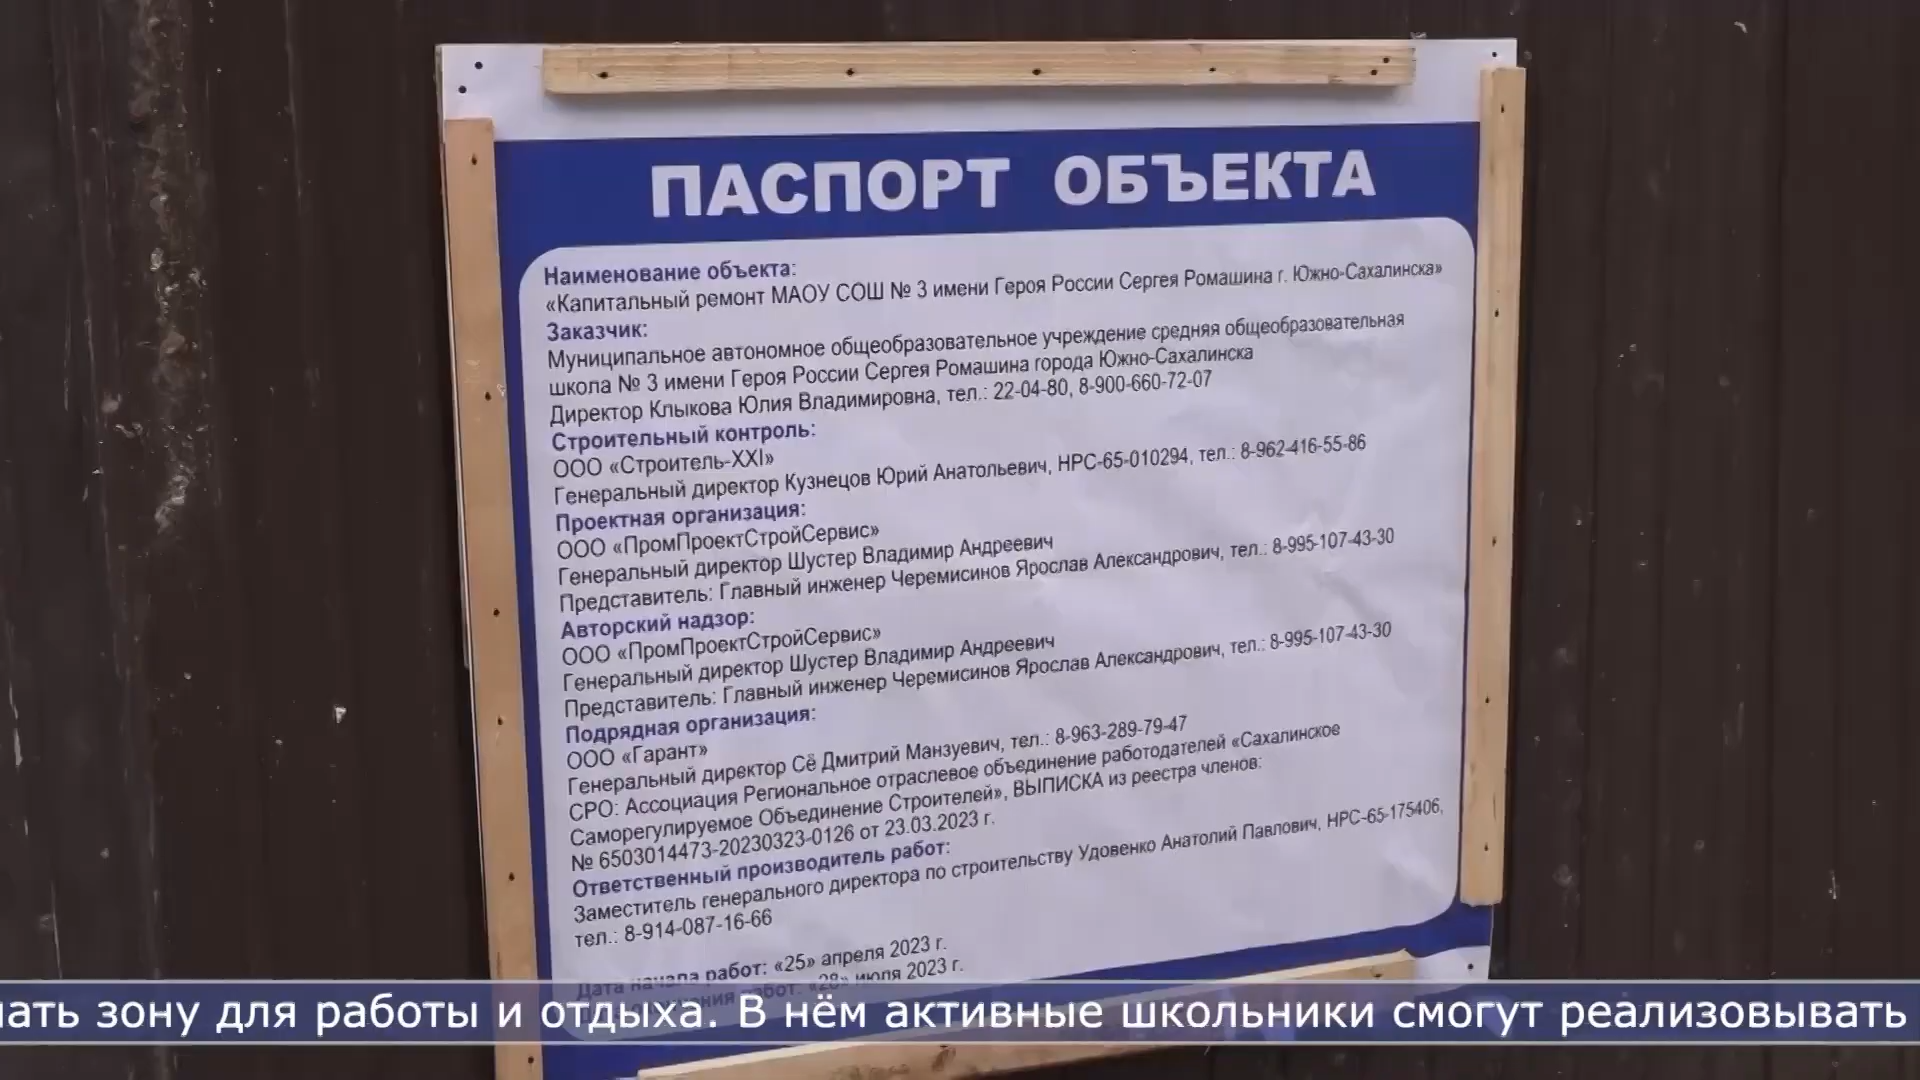 ПАСПОРТ ОБЪЕКТА
Наименование объекта:
«Капитальный ремонт МАОУ СОШ № 3 имени Героя России Сергея Ромашина г. Южно-Сахалинска»
Заказчик:
Муниципальное автономное общеобразовательное учреждение средняя общеобразовательная
школа № 3 имени Героя России Сергея Ромашина города Южно-Сахалинска
Директор Клыкова Юлия Владимировна, тел.: 22-04-80, 8-900-660-72-07
Строительный контроль:
ООО «Строитель-XXI»
Генеральный директор Кузнецов Юрий Анатольевич, НРС-65-010294, тел.: 8-962-416-55-86
Проектная организация:
ООО «ПромПроектСтройСервис»
Генеральный директор Шустер Владимир Андреевич
Представитель: Главный инженер Черемисинов Ярослав Александрович, тел.: 8-995-107-43-30
Авторский надзор:
ООО «ПромПроектСтройСервис»
Генеральный директор Шустер Владимир Андреевич
Представитель: Главный инженер Черемисинов Ярослав Александрович, тел.: 8-995-107-43-30
Подрядная организация:
ООО «Гарант»
Генеральный директор Сё Дмитрий Манзуевич, тел.: 8-963-289-79-47
СРО: Ассоциация Региональное отраслевое объединение работодателей «Сахалинское
Саморегулируемое Объединение Строителей», ВЫПИСКА из реестра членов:
№ 6503014473-20230323-0126 от 23.03.2023 г.
Ответственный производитель работ:
Заместитель генерального директора по строительству Удовенко Анатолий Павлович, НРС-65-175406,
тел.: 8-914-087-16-66
Дата начала работ: «25» апреля 2023 г.
работ: «28» июля 2023 г.
зону для работы и отдыха. В нём активные школьники смогут реализовывать